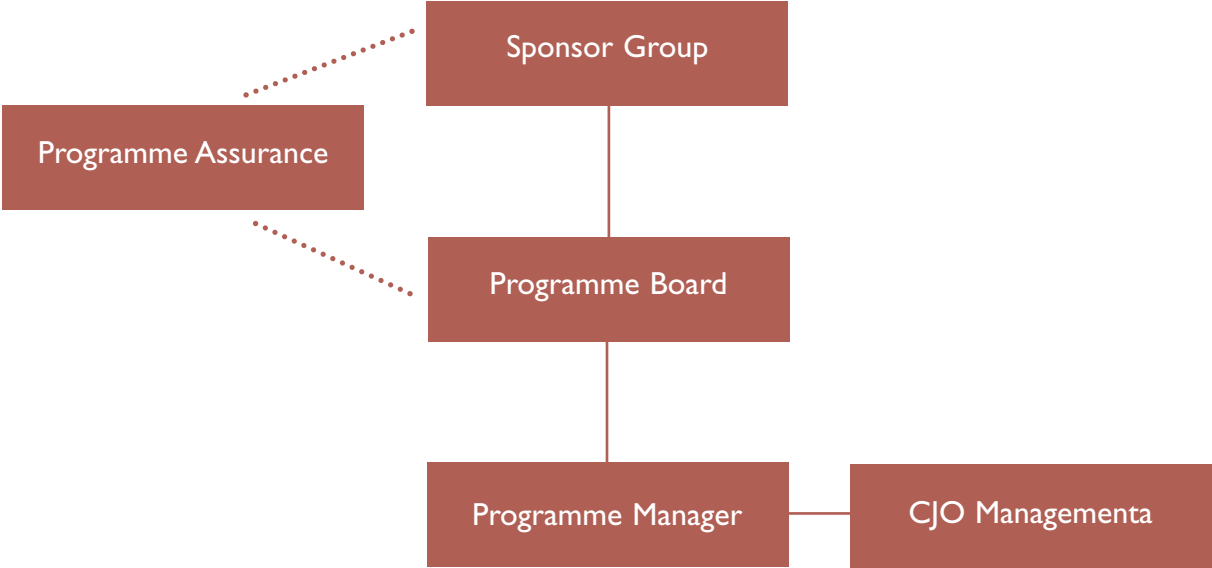 Sponsor Group
Programme Assurance
Programme Board
Programme Manager
CJO Managementa